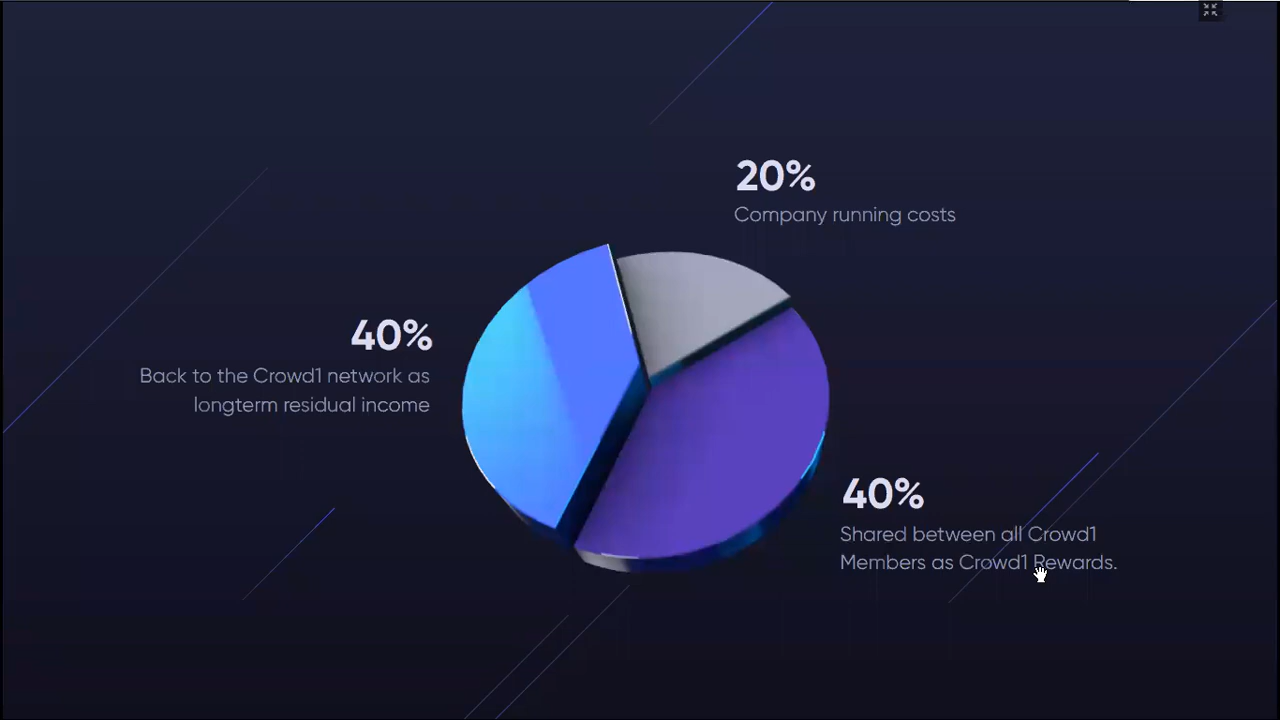 20%
Company running costs
40%
Back to the Crowd1 network as
longterm residual income
40%
Shared between all Crowd1
Members as Crowd1 Rewards.